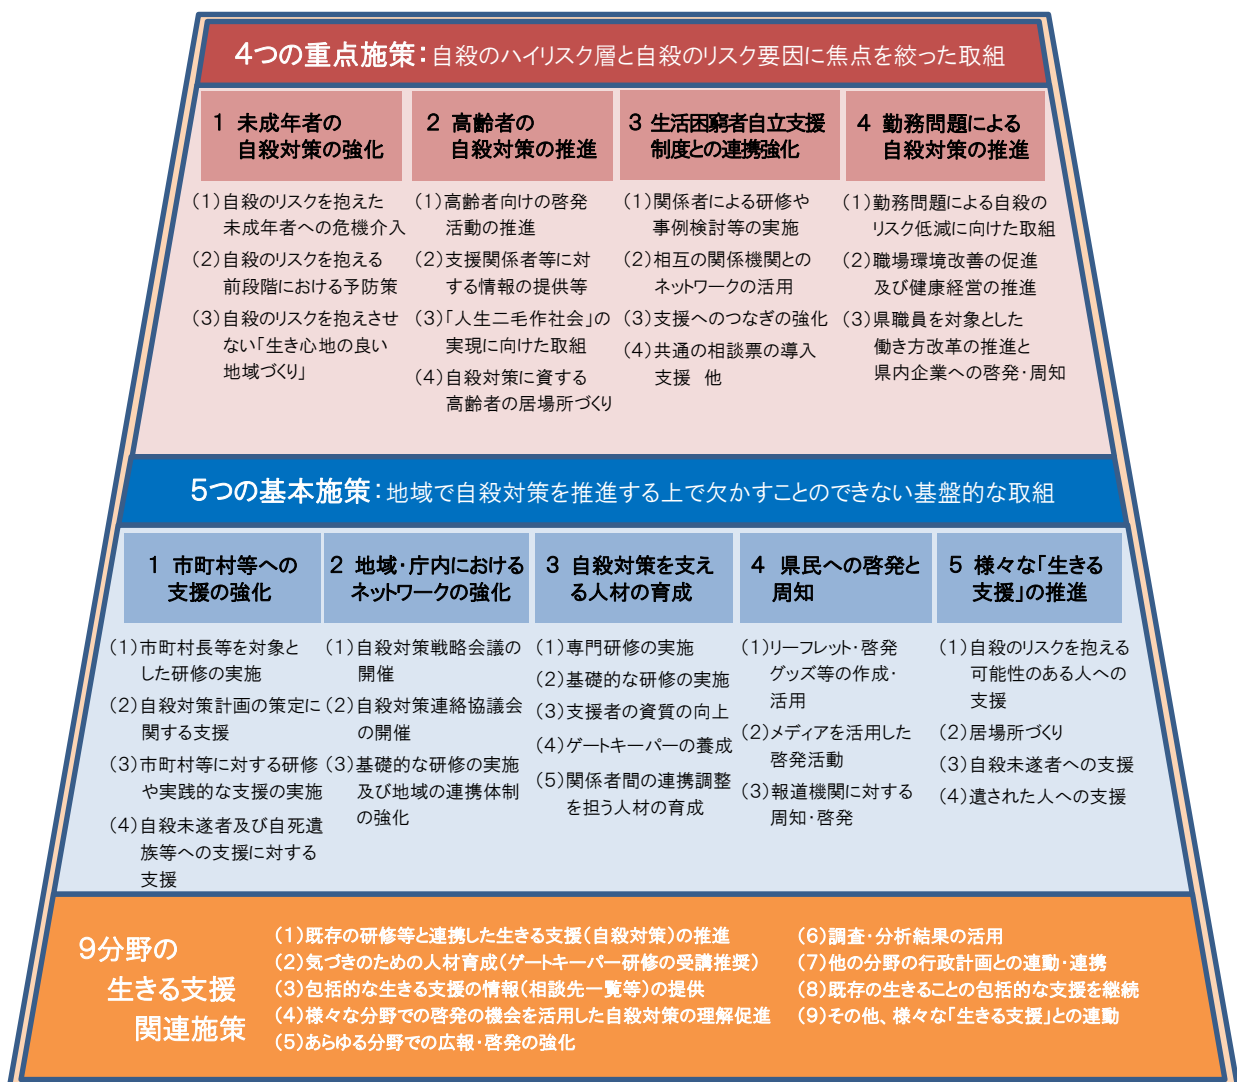 4つの重点施策:自殺のハイリスク層と自殺のリスク要因に焦点を絞った取組
1 未成年者の
自殺対策の強化
(1)自殺のリスクを抱えた
未成年者への危機介入
(2)自殺のリスクを抱える
前段階における予防策
(3)自殺のリスクを抱えさせ
ない「生き心地の良い
地域づくり」
2 高齢者の
自殺対策の推進
(1)高齢者向けの啓発
活動の推進
(2)支援関係者等に対
する情報の提供等
(3)「人生二毛作社会」の
実現に向けた取組
(4)自殺対策に資する
高齢者の居場所づくり
3 生活困窮者自立支援
制度との連携強化
(1)関係者による研修や
事例検討等の実施
(2)相互の関係機関との
ネットワークの活用
(3)支援へのつなぎの強化
(4)共通の相談票の導入
支援 他
4 勤務問題による
自殺対策の推進
(1)勤務問題による自殺の
リスク低減に向けた取組
(2)職場環境改善の促進
及び健康経営の推進
(3)県職員を対象とした
働き方改革の推進と
県内企業への啓発・周知
5つの基本施策:地域で自殺対策を推進する上で欠かすことのできない基盤的な取組
1 市町村等への
支援の強化
(1)市町村長等を対象と
した研修の実施
(2)自殺対策計画の策定に
関する支援
(3)市町村等に対する研修
や実践的な支援の実施
(4)自殺未遂者及び自死遺
族等への支援に対する
支援
2 地域・庁内における
ネットワークの強化
(1)自殺対策戦略会議の
開催
(2)自殺対策連絡協議会
の開催
(3)基礎的な研修の実施
及び地域の連携体制
の強化
3 自殺対策を支え
る人材の育成
(1)専門研修の実施
(2)基礎的な研修の実施
(3)支援者の資質の向上
(4)ゲートキーパーの養成
(5)関係者間の連携調整
を担う人材の育成
4 県民への啓発と
周知
(1)リーフレット・啓発
グッズ等の作成・
活用
(2)メディアを活用した
啓発活動
(3)報道機関に対する
周知・啓発
5 様々な「生きる
支援」の推進
(1)自殺のリスクを抱える
可能性のある人への
支援
(2)居場所づくり
(3)自殺未遂者への支援
(4)遺された人への支援
9分野の
生きる支援
関連施策
(1)既存の研修等と連携した生きる支援(自殺対策)の推進
(2)気づきのための人材育成(ゲートキーパー研修の受講推奨)
(3)包括的な生きる支援の情報(相談先一覧等)の提供
(4)様々な分野での啓発の機会を活用した自殺対策の理解促進
(5)あらゆる分野での広報・啓発の強化
(6)調査・分析結果の活用
(7)他の分野の行政計画との連動・連携
(8)既存の生きることの包括的な支援を継続
(9)その他、様々な「生きる支援」との連動